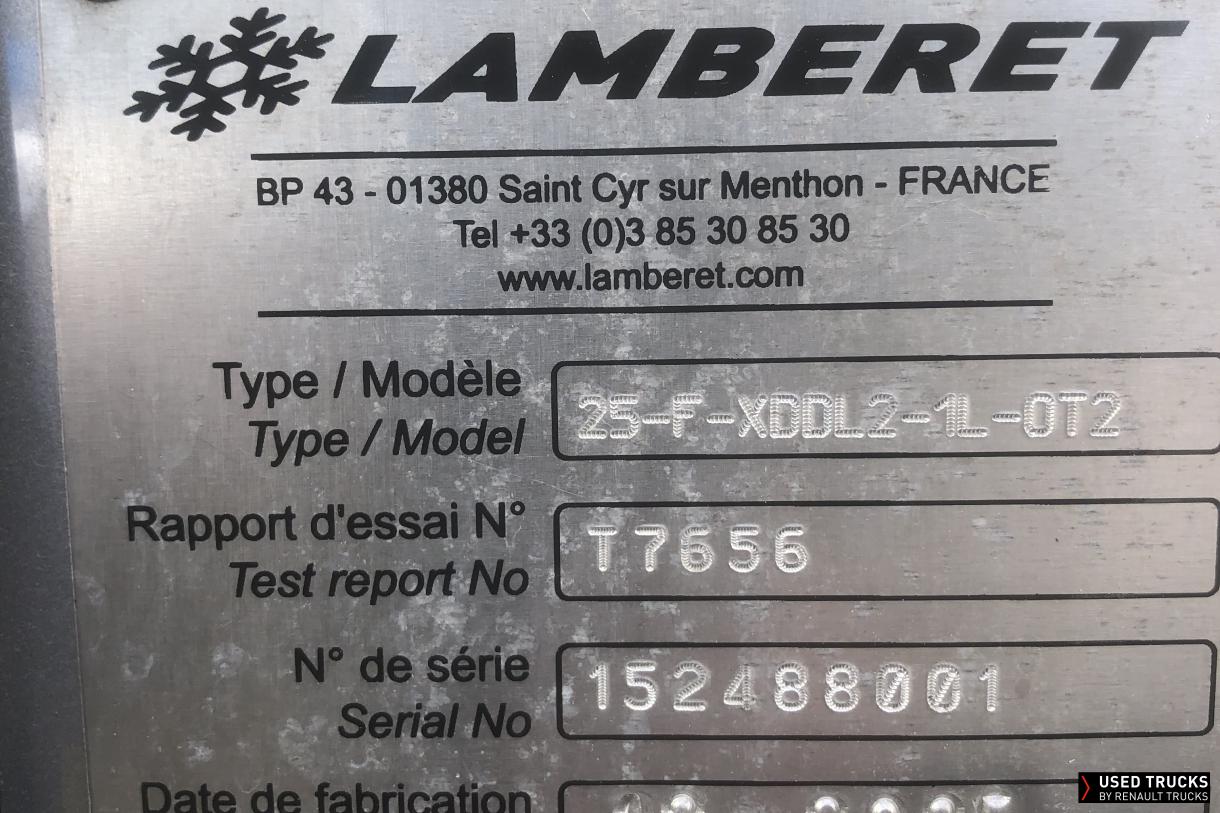 LAMBERET
BP 43 - 01380 Saint Cyr sur Menthon - FRANCE
Tel +33 (0)3 85 30 85 30
www.lamberet.com
Type / Modèle
Type / Model
25-F-XDDL2-1L-OT2
Rapport d'essai N°
Test report No
T7656
N° de série
Serial No
152488001
Date de fabrication
USED TRUCKS
BY RENAULT TRUCKS